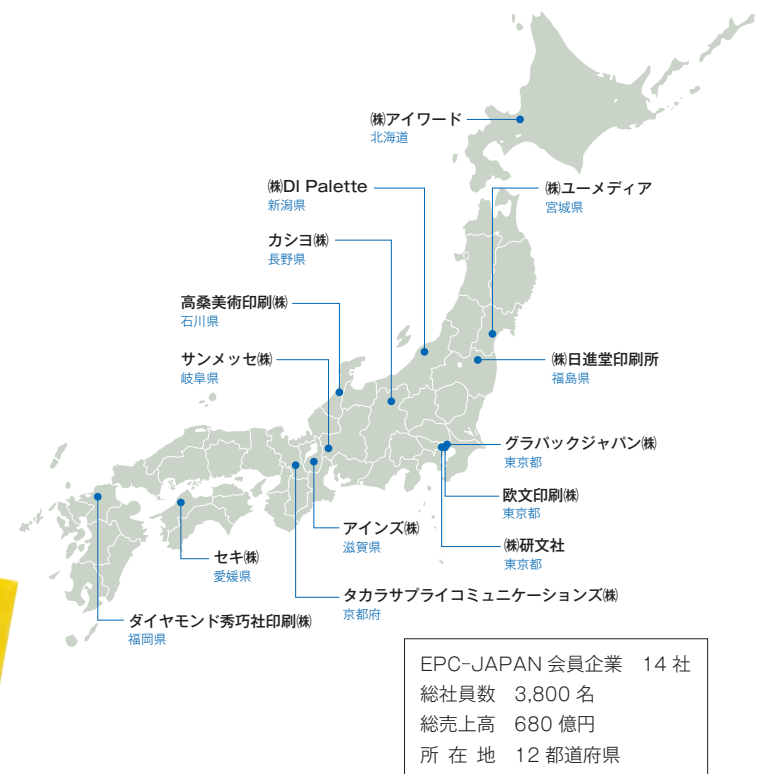 ㈱アイワード
北海道
㈱DI Palette
新潟県
㈱ユーメディア
宮城県
カシヨ㈱
長野県
高桑美術印刷㈱
石川県
サンメッセ㈱
岐阜県
㈱日進堂印刷所
福島県
グラパックジャパン㈱
東京都
欧文印刷㈱
東京都
アインズ㈱
滋賀県
㈱研文社
東京都
セキ㈱
愛媛県
タカラサプライコミュニケーションズ㈱
京都府
ダイヤモンド秀巧社印刷㈱
福岡県
EPC-JAPAN 会員企業　14 社
総社員数　3,800 名
総売上高　680 億円
所 在 地　12 都道府県